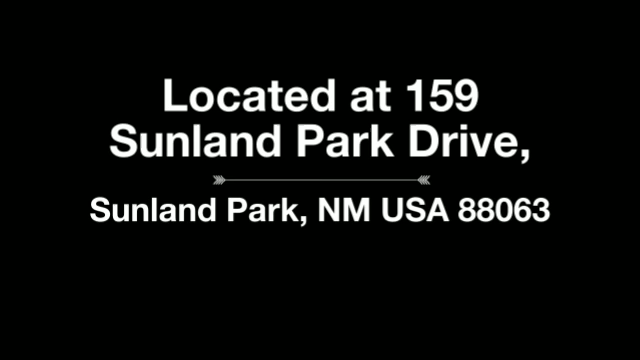 Located at 159
Sunland Park Drive,
Sunland Park, NM USA 88063